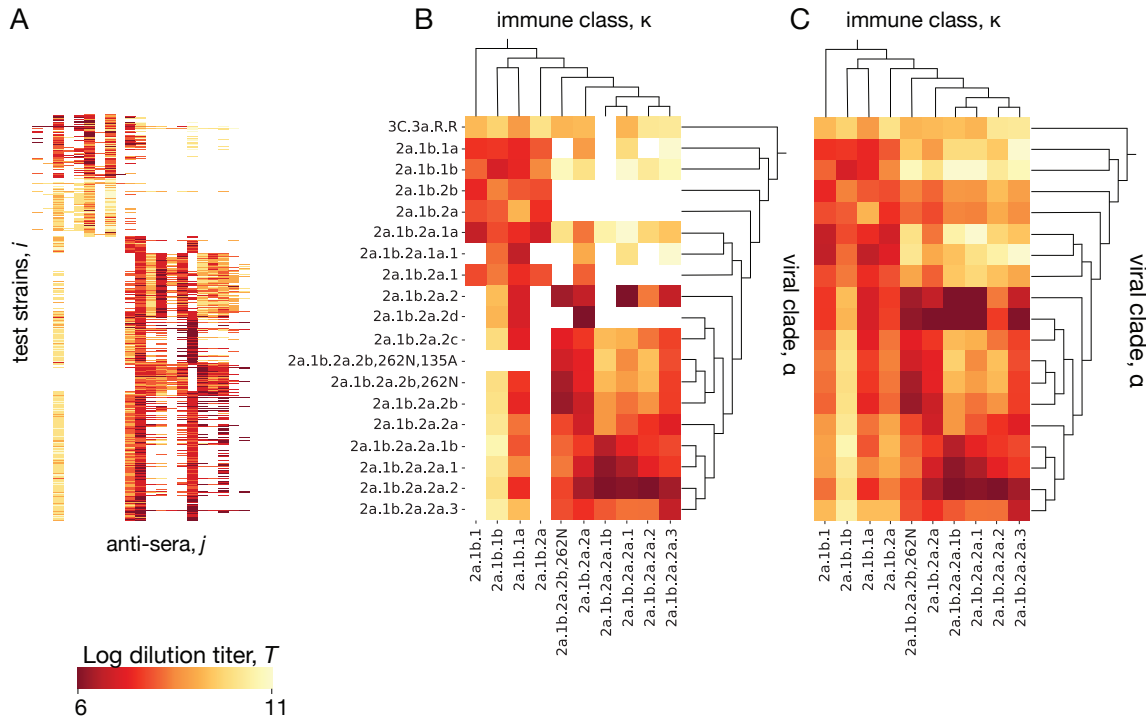 A
B
C
immune class, κ
immune class, κ
test strains, i
3C.3a.R.R
2a.1b.1a
2a.1b.1b
2a.1b.2b
2a.1b.2a
2a.1b.2a.1a
2a.1b.2a.1a.1
2a.1b.2a.1
2a.1b.2a.2
2a.1b.2a.2d
2a.1b.2a.2c
2a.1b.2a.2b,262N,135A
2a.1b.2a.2b,262N
2a.1b.2a.2b
2a.1b.2a.2a
2a.1b.2a.2a.1b
2a.1b.2a.2a.1
2a.1b.2a.2a.2
2a.1b.2a.2a.3
viral clade, α
viral clade, α
anti-sera, j
2a.1b.1
2a.1b.1b
2a.1b.1a
2a.1b.2a
2a.1b.2a.2b,262N
2a.1b.2a.2a
2a.1b.2a.2a.1b
2a.1b.2a.2a.1
2a.1b.2a.2a.2
2a.1b.2a.2a.3
2a.1b.1
2a.1b.1b
2a.1b.1a
2a.1b.2a
2a.1b.2a.2b,262N
2a.1b.2a.2a
2a.1b.2a.2a.1b
2a.1b.2a.2a.1
2a.1b.2a.2a.2
2a.1b.2a.2a.3
Log dilution titer, T
6
11